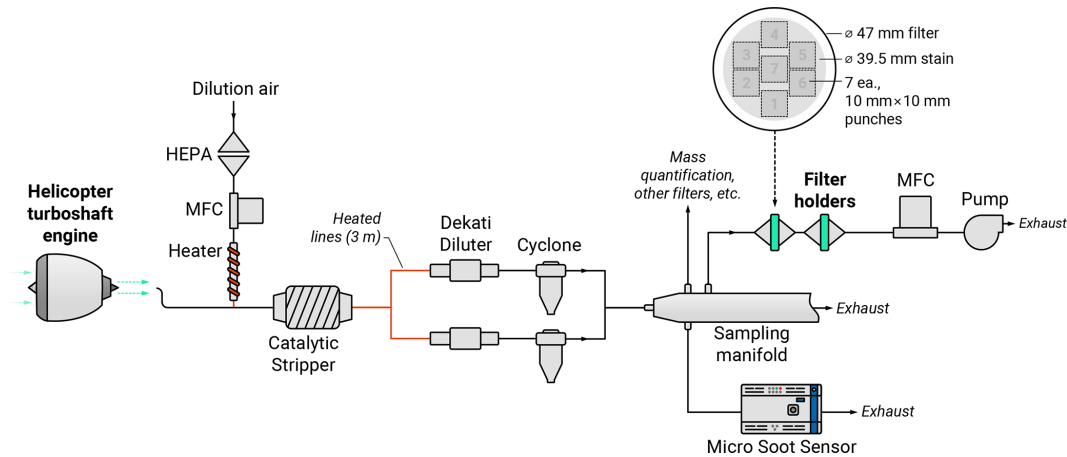 ⌀ 47 mm filter
⌀ 39.5 mm stain
7 ea.,
10 mm×10 mm
punches
4
3
5
7
2
6
1
Dilution air
HEPA
MFC
Heater
Helicopter
turboshaft
engine
Heated
lines (3 m)
Catalytic
Stripper
Dekati
Diluter
Cyclone
Mass
quantification,
other filters, etc.
Filter
holders
MFC
Pump
Exhaust
Exhaust
Sampling
manifold
Exhaust
Micro Soot Sensor